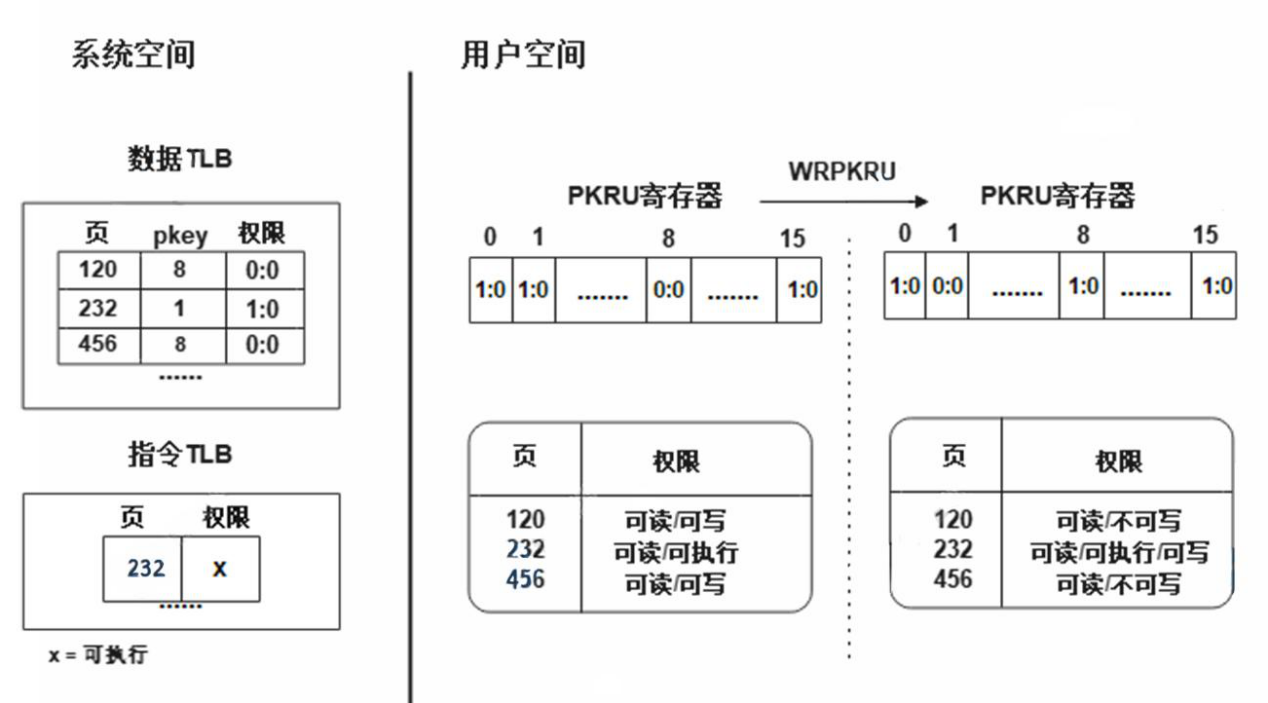 系统空间
数据TLB
页 pkey 权限
120 8 0:0
232 1 1:0
456 8 0:0
......
指令TLB
页 权限
232 x
......
x = 可执行
用户空间
WRPKRU
PKRU寄存器
0 1 8 15
1:0 1:0 ....... 0:0 ....... 1:0
页 权限
120 可读/可写
232 可读/可执行
456 可读/可写
PKRU寄存器
0 1 8 15
1:0 0:0 ....... 1:0 ....... 1:0
页 权限
120 可读/不可写
232 可读/可执行/可写
456 可读/不可写